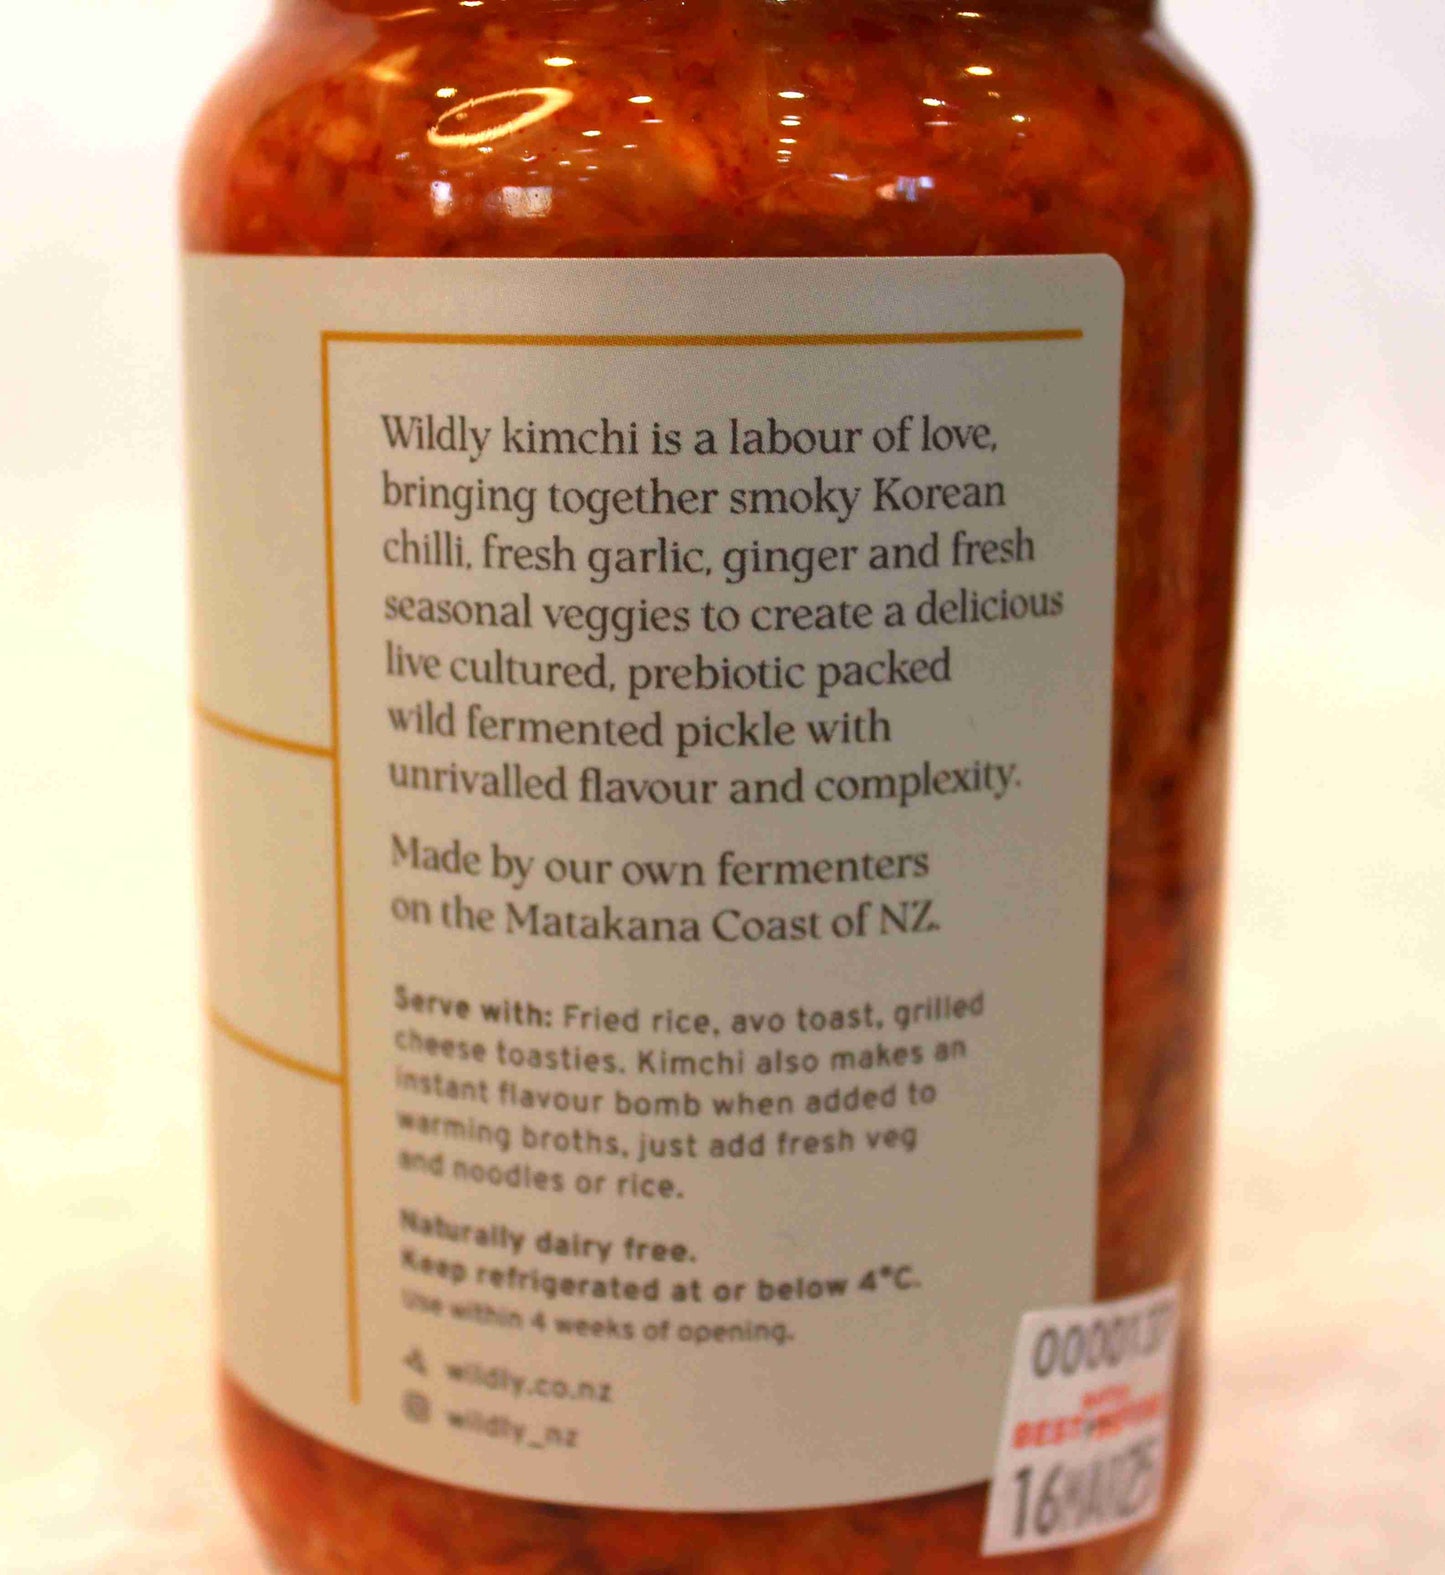 Wildly kimchi is a labour of love,
bringing together smoky Korean
chilli, fresh garlic, ginger and fresh
seasonal veggies to create a delicious
live cultured, prebiotic packed
wild fermented pickle with
unrivalled flavour and complexity.
Made by our own fermenters
on the Matakana Coast of NZ.
Serve with: Fried rice, avo toast, grilled
cheese toasties. Kimchi also makes an
instant flavour bomb when added to
warming broths, just add fresh veg
and noodles or rice.
Naturally dairy free.
Keep refrigerated at or below 4°C.
Use within 4 weeks of opening.
wildly.co.nz
wildly_nz
BEST